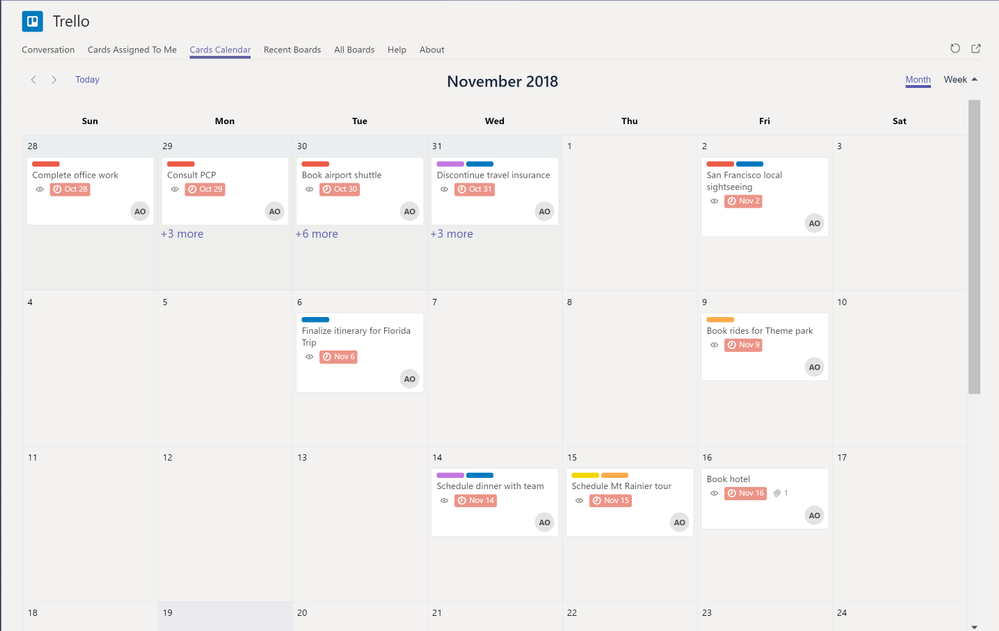 Trello
Conversation Cards Assigned To Me Cards Calendar Recent Boards All Boards Help About
Today November 2018 Month Week
Sun Mon Tue Wed Thu Fri Sat
28 29 30 31 1 2 3
Complete office work
Oct 28
AO
Consult PCP
Oct 29
AO
+3 more
Book airport shuttle
Oct 30
AO
+6 more
Discontinue travel insurance
Oct 31
AO
+3 more
San Francisco local
sightseeing
Nov 2
AO
4 5 6 7 8 9 10
Finalize itinerary for Florida
Trip
Nov 6
AO
Book rides for Theme park
Nov 9
AO
11 12 13 14 15 16 17
Schedule dinner with team
Nov 14
AO
Schedule Mt Rainier tour
Nov 15
AO
Book hotel
Nov 16 1
AO
18 19 20 21 22 23 24